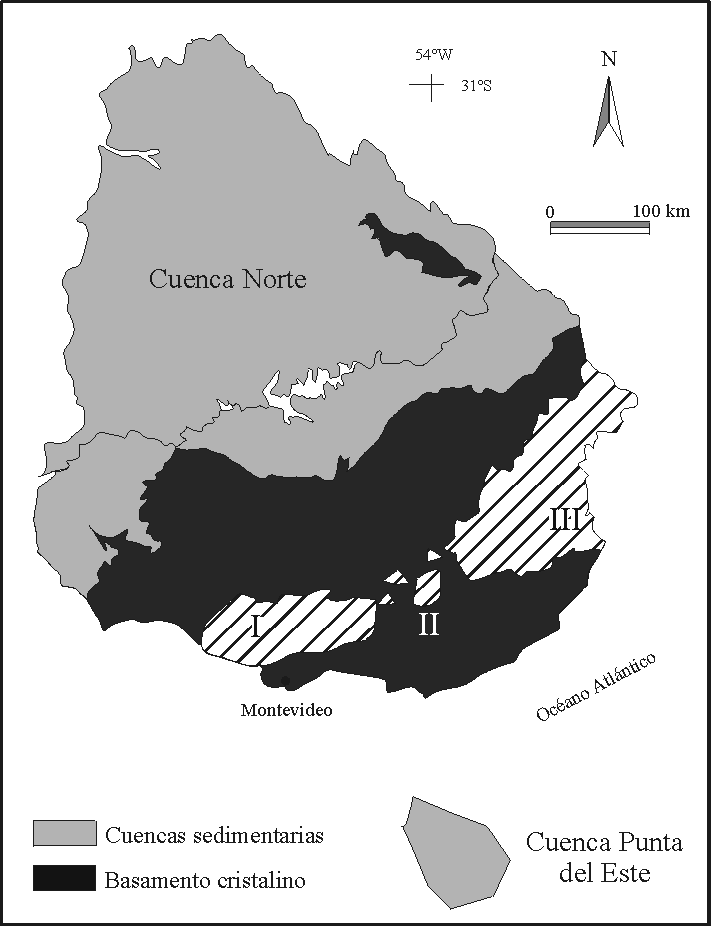 54°W
31°S
N
0 100 km
Cuenca Norte
III
I
II
Océano Atlántico
Montevideo
Cuencas sedimentarias
Basamento cristalino
Cuenca Punta
del Este